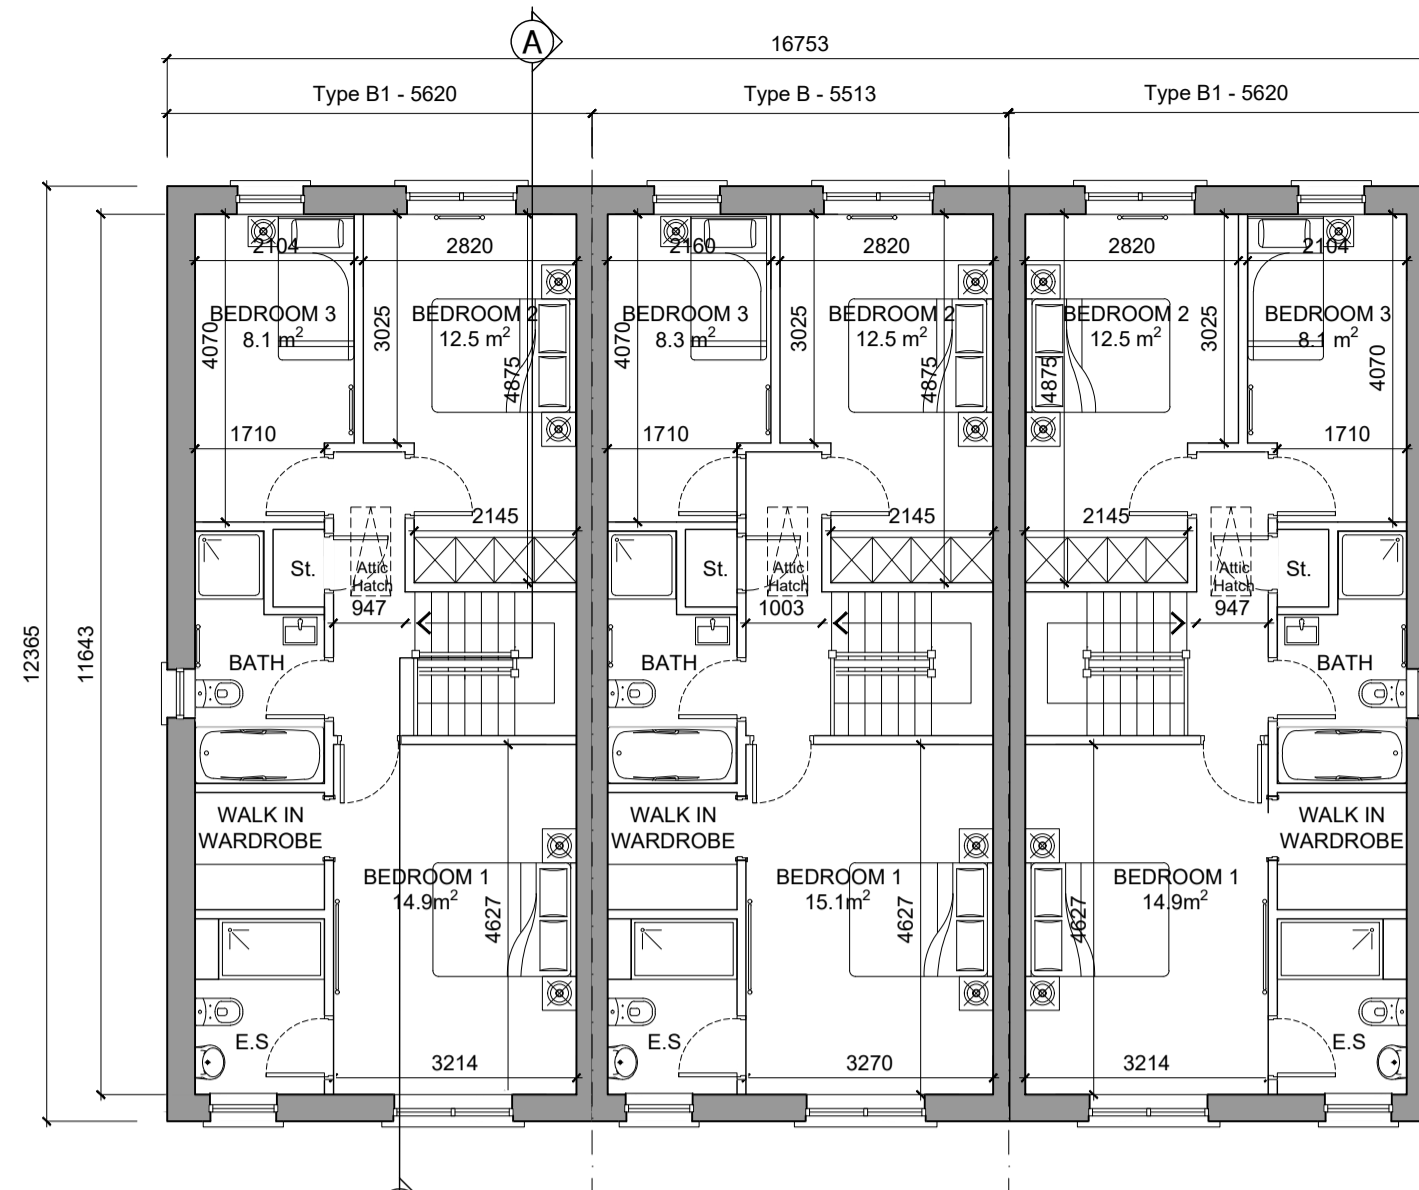 A
16753
Type B1 - 5620
Type B - 5513
Type B1 - 5620
2104
2820
2160
2820
2820
2104
BEDROOM 3
8.1 m²
BEDROOM 2
12.5 m²
BEDROOM 3
8.3 m²
BEDROOM 2
12.5 m²
BEDROOM 2
12.5 m²
BEDROOM 3
8.1 m²
4070
3025
4875
4070
3025
4875
4875
3025
4070
1710
1710
1710
2145
2145
2145
St.
Attic
Hatch
St.
Attic
Hatch
Attic
Hatch
St.
947
1003
947
12365
11643
BATH
BATH
BATH
WALK IN
WARDROBE
WALK IN
WARDROBE
WALK IN
WARDROBE
BEDROOM 1
14.9m²
BEDROOM 1
15.1m²
BEDROOM 1
14.9m²
4627
4627
4627
E.S
E.S
E.S
3214
3270
3214